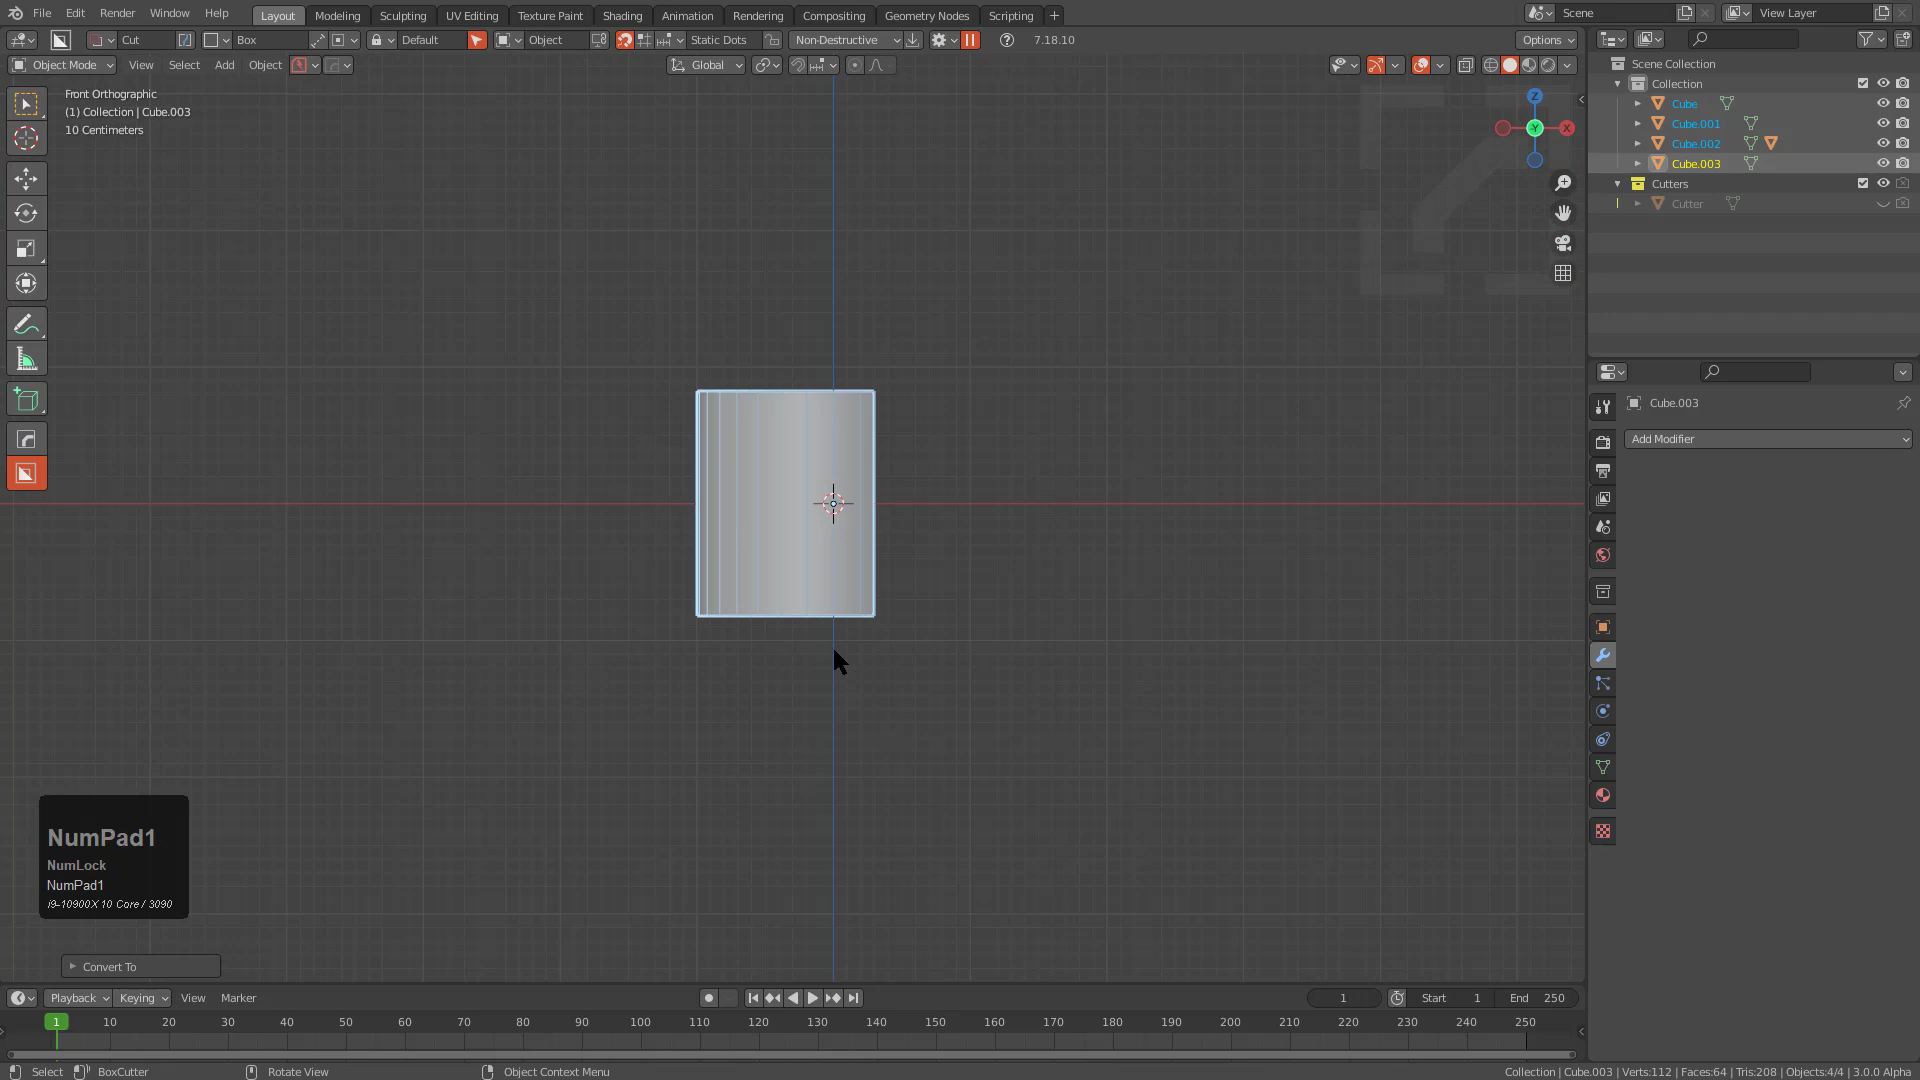 File Edit Render Window Help Layout Modeling Sculpting UV Editing Texture Paint Shading Animation Rendering Compositing Geometry Nodes Scripting + Scene View Layer
Cut Box Default Object Static Dots Non-Destructive 7.18.10 Options
Object Mode View Select Add Object Global
Front Orthographic
(1) Collection | Cube.003
10 Centimeters
Z
Y
X
Scene Collection
Collection
Cube
Cube.001
Cube.002
Cube.003
Cutters
Cutter
Cube.003
Add Modifier
NumPad1
NumLock
NumPad1
i9-10900X 10 Core / 3090
Convert To
Playback Keying View Marker 1 Start 1 End 250
1 10 20 30 40 50 60 70 80 90 100 110 120 130 140 150 160 170 180 190 200 210 220 230 240 250
Select BoxCutter Rotate View Object Context Menu Collection | Cube.003 | Verts:112 | Faces:64 | Tris:208 | Objects:4/4 | 3.0.0 Alpha